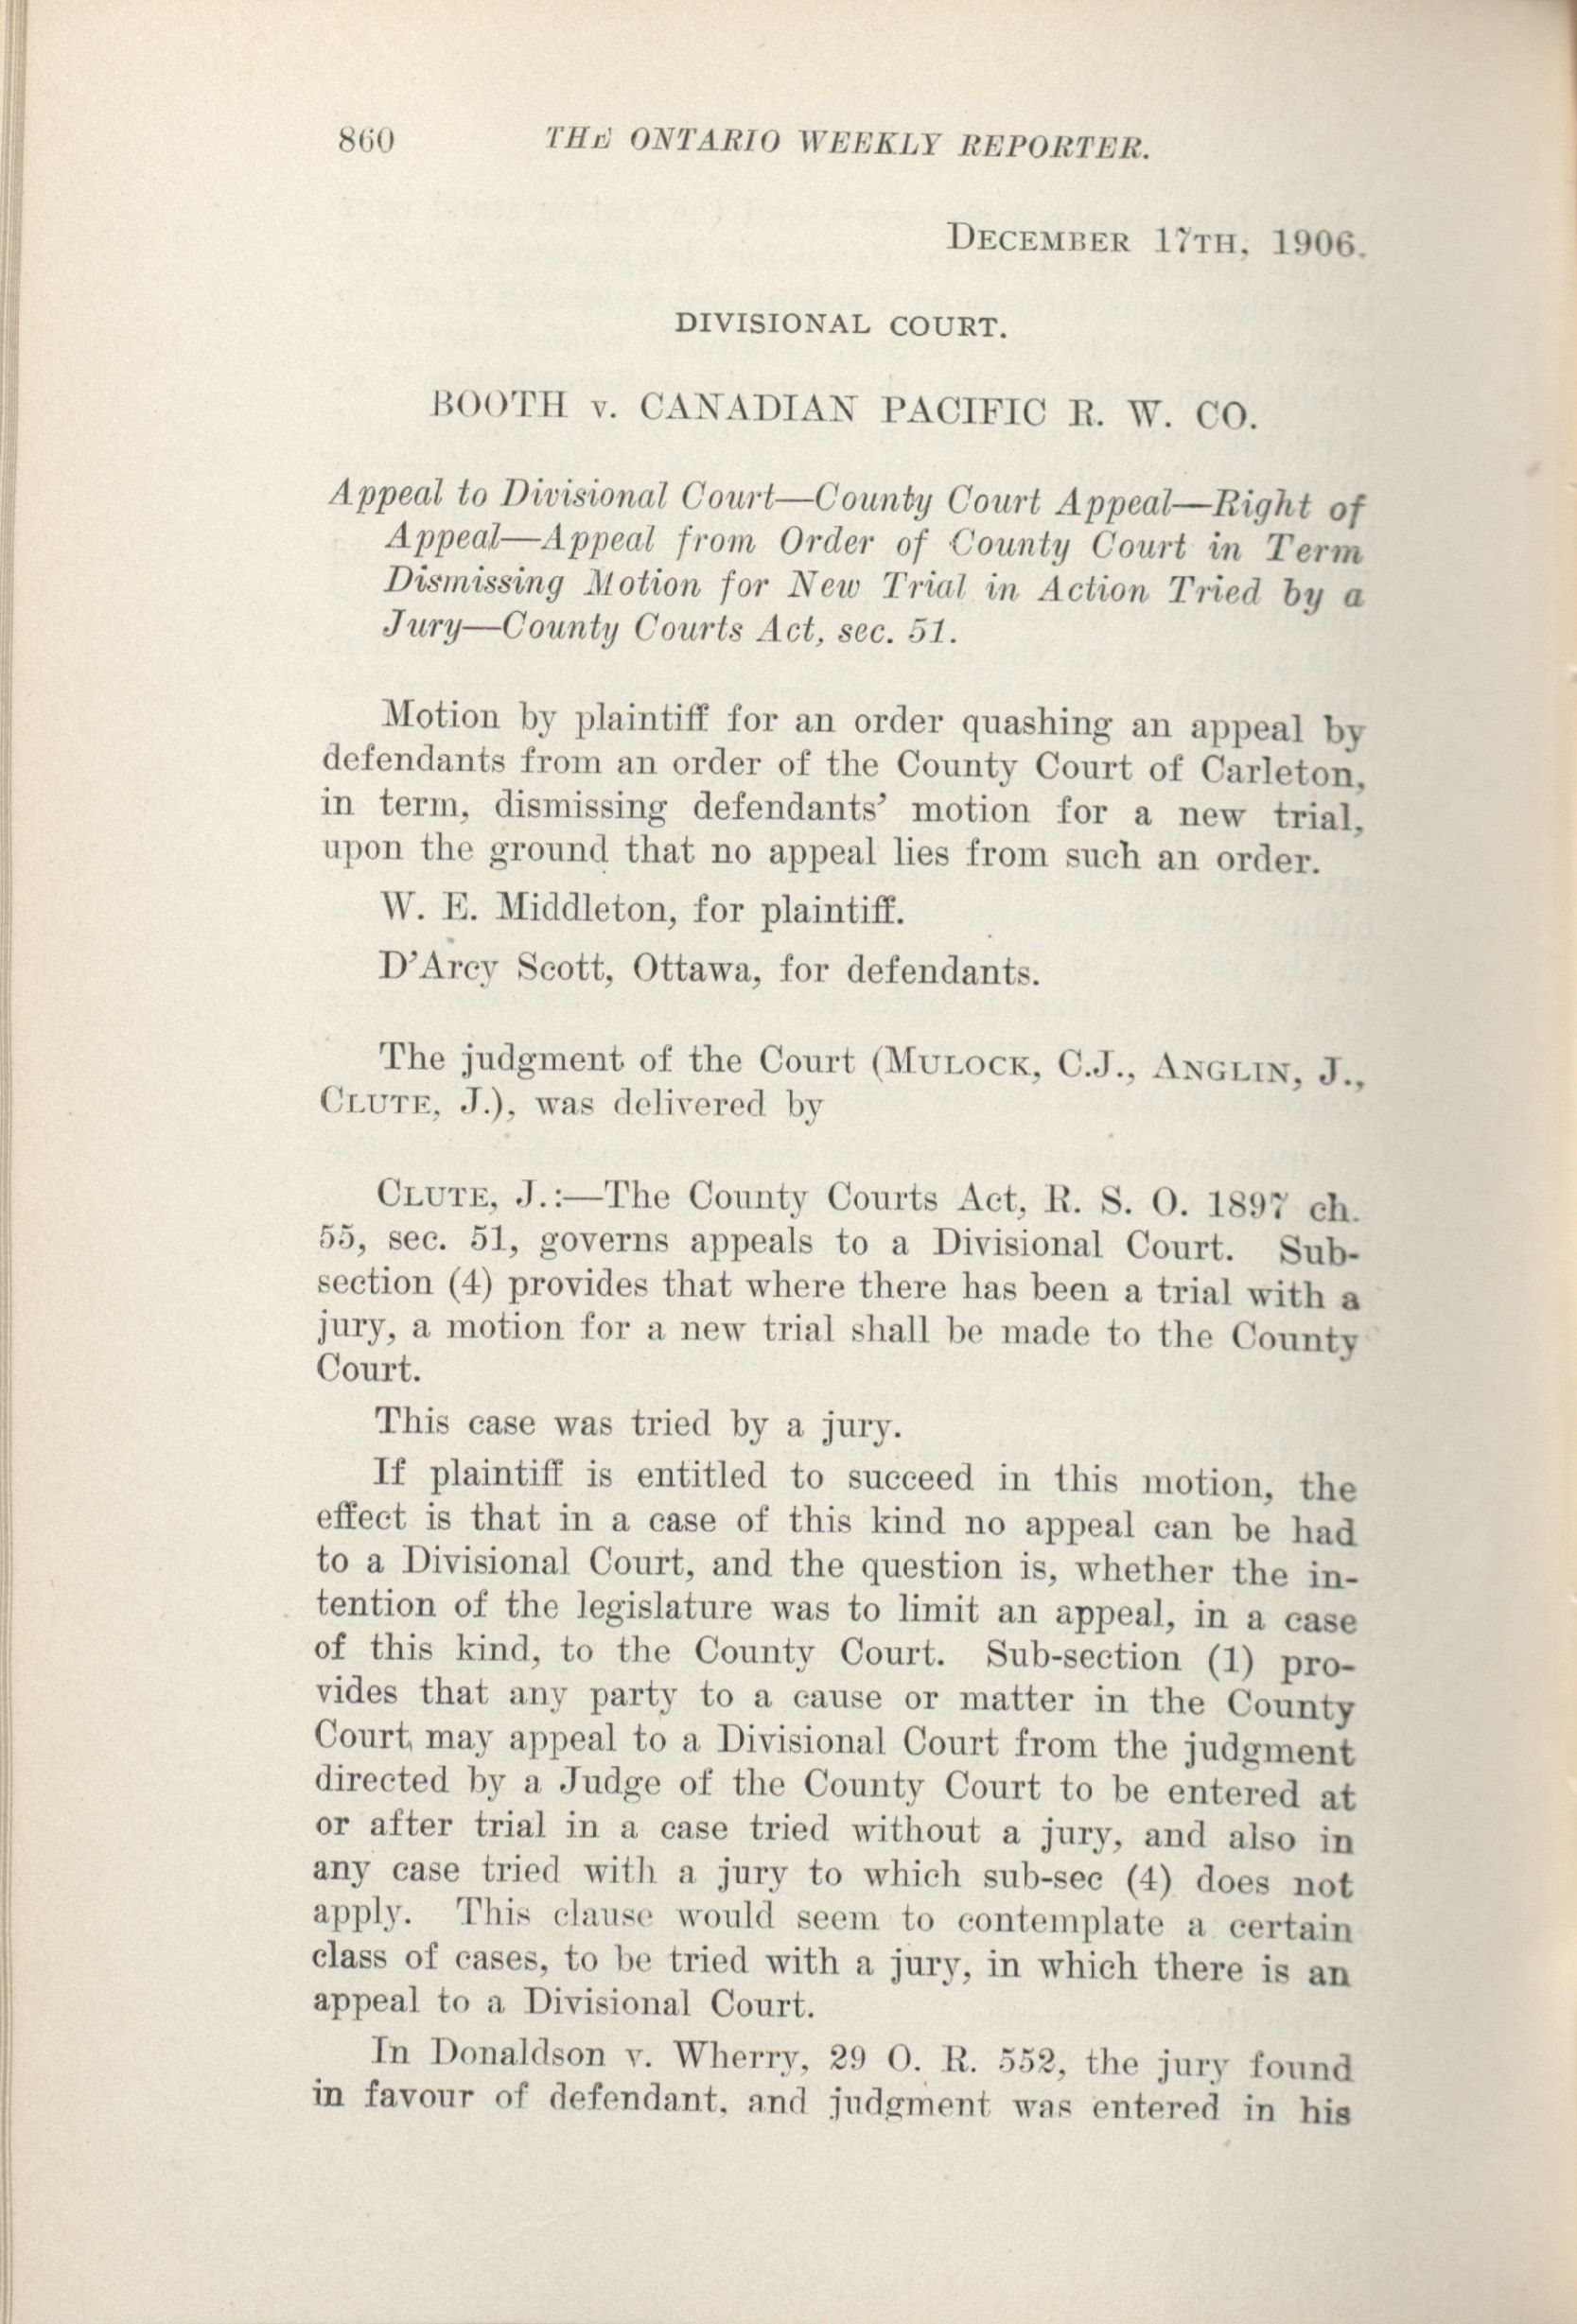 860 THE ONTARIO WEEKLY REPORTER.
DECEMBER 17TH, 1906.
DIVISIONAL COURT.
BOOTH v. CANADIAN PACIFIC R. W. CO.
Appeal to Divisional Court—County Court Appeal—Right of
Appeal—Appeal from Order of County Court in Term
Dismissing Motion for New Trial in Action Tried by a
Jury—County Courts Act, sec. 51.
Motion by plaintiff for an order quashing an appeal by
defendants from an order of the County Court of Carleton,
in term, dismissing defendants' motion for a new trial,
upon the ground that no appeal lies from such an order.
W. E. Middleton, for plaintiff.
D'Arcy Scott, Ottawa, for defendants.
The judgment of the Court (MULOCK, C.J., ANGLIN, J.,
CLUTE, J.), was delivered by
CLUTE, J.:—The County Courts Act, R. S. O. 1897 ch.
55, sec. 51, governs appeals to a Divisional Court. Sub-
section (4) provides that where there has been a trial with a
jury, a motion for a new trial shall be made to the County
Court.
This case was tried by a jury.
If plaintiff is entitled to succeed in this motion, the
effect is that in a case of this kind no appeal can be had
to a Divisional Court, and the question is, whether the in-
tention of the legislature was to limit an appeal, in a case
of this kind, to the County Court. Sub-section (1) pro-
vides that any party to a cause or matter in the County
Court, may appeal to a Divisional Court from the judgment
directed by a Judge of the County Court to be entered at
or after trial in a case tried without a jury, and also in
any case tried with a jury to which sub-sec (4) does not
apply. This clause would seem to contemplate a certain
class of cases, to be tried with a jury, in which there is an
appeal to a Divisional Court.
In Donaldson v. Wherry, 29 O. R. 552, the jury found
in favour of defendant, and judgment was entered in his